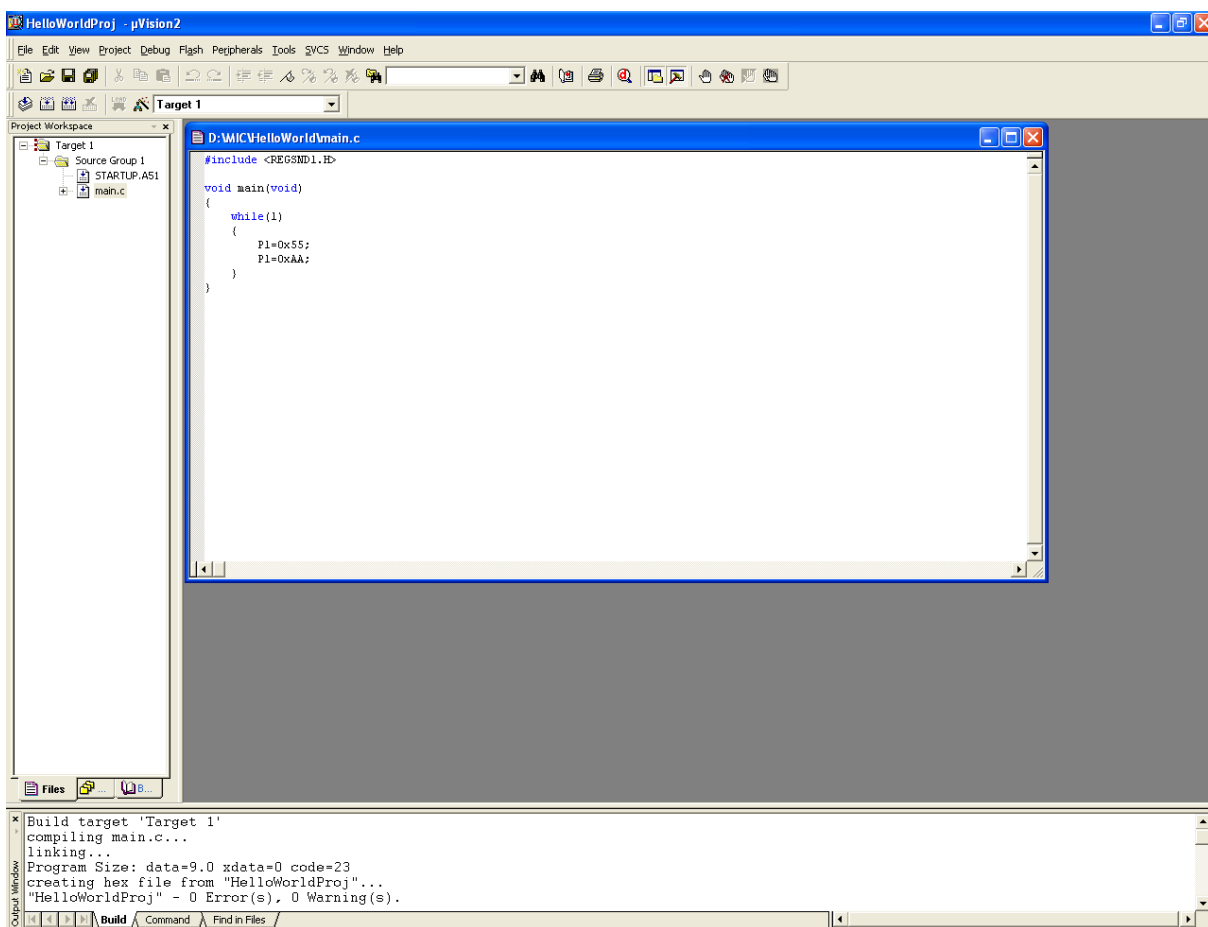 HelloWorldProj - µVision2
File Edit View Project Debug Flash Peripherals Tools SVCS Window Help
LOAD Target 1
Project Workspace
Target 1
Source Group 1
STARTUP.A51
main.c
D:\MIC\HelloWorld\main.c
#include <REGSND1.H>
void main(void)
{
while(1)
{
P1=0x55;
P1=0xAA;
}
}
Files ... B...
Output Window
Build target 'Target 1'
compiling main.c...
linking...
Program Size: data=9.0 xdata=0 code=23
creating hex file from "HelloWorldProj"...
"HelloWorldProj" - 0 Error(s), 0 Warning(s).
Build Command Find in Files